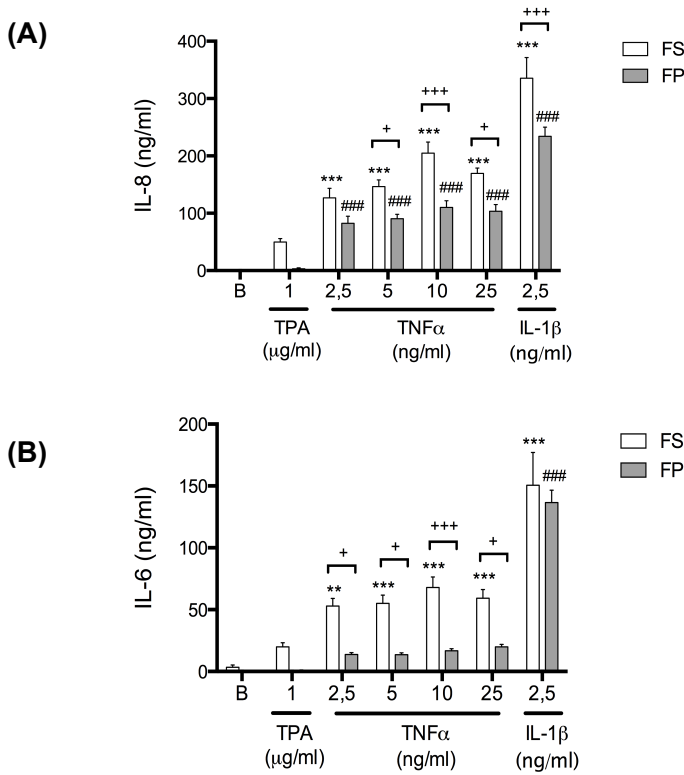 (A)
IL-8 (ng/ml)
400
300
200
100
0
***
***
***
***
***
###
###
###
###
###
+
+++
+
+++
FS
FP
B 1 2,5 5 10 25 2,5
TPA TNFα IL-1β
(μg/ml) (ng/ml) (ng/ml)
(B)
IL-6 (ng/ml)
200
150
100
50
0
**
***
***
***
***
###
+
+
+++
+
FS
FP
B 1 2,5 5 10 25 2,5
TPA TNFα IL-1β
(μg/ml) (ng/ml) (ng/ml)